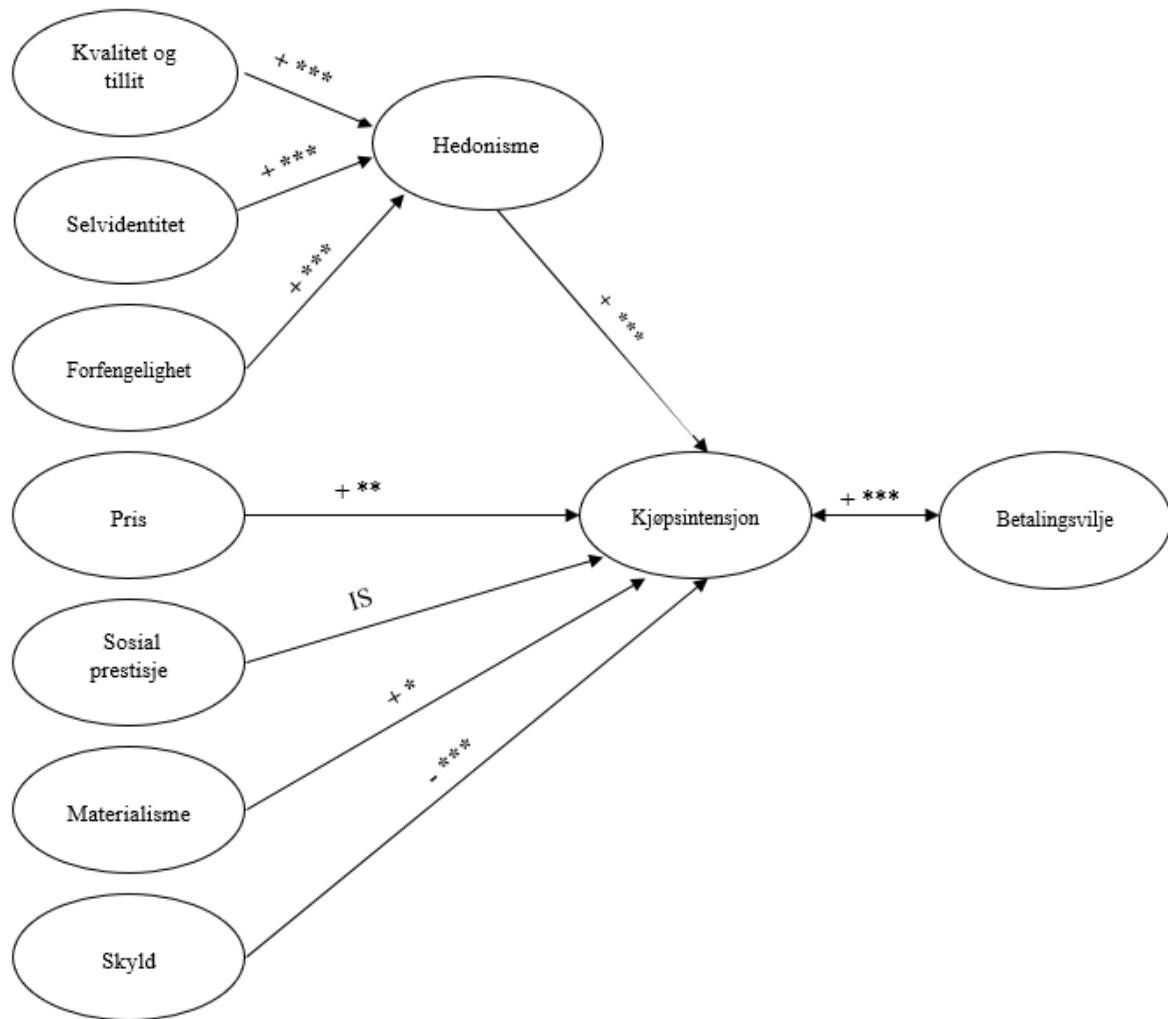 Kvalitet og
tillit
+ ***
Hedonisme
Selvidentitet
+ ***
Forfengelighet
+ ***
+ ***
Pris
+ **
Kjøpsintensjon
+ ***
Betalingsvilje
Sosial
prestisje
IS
Materialisme
+ *
Skyld
- ***